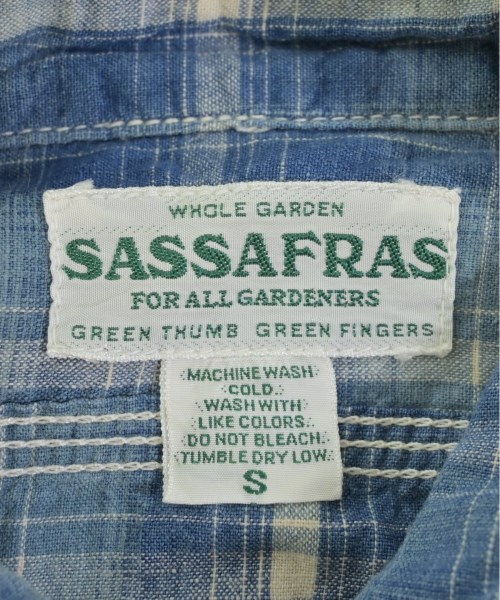 WHOLE GARDEN
SASSAFRAS
FOR ALL GARDENERS
GREEN THUMB GREEN FINGERS
MACHINE WASH
COLD.
WASH WITH
LIKE COLORS.
DO NOT BLEACH.
TUMBLE DRY LOW.
S